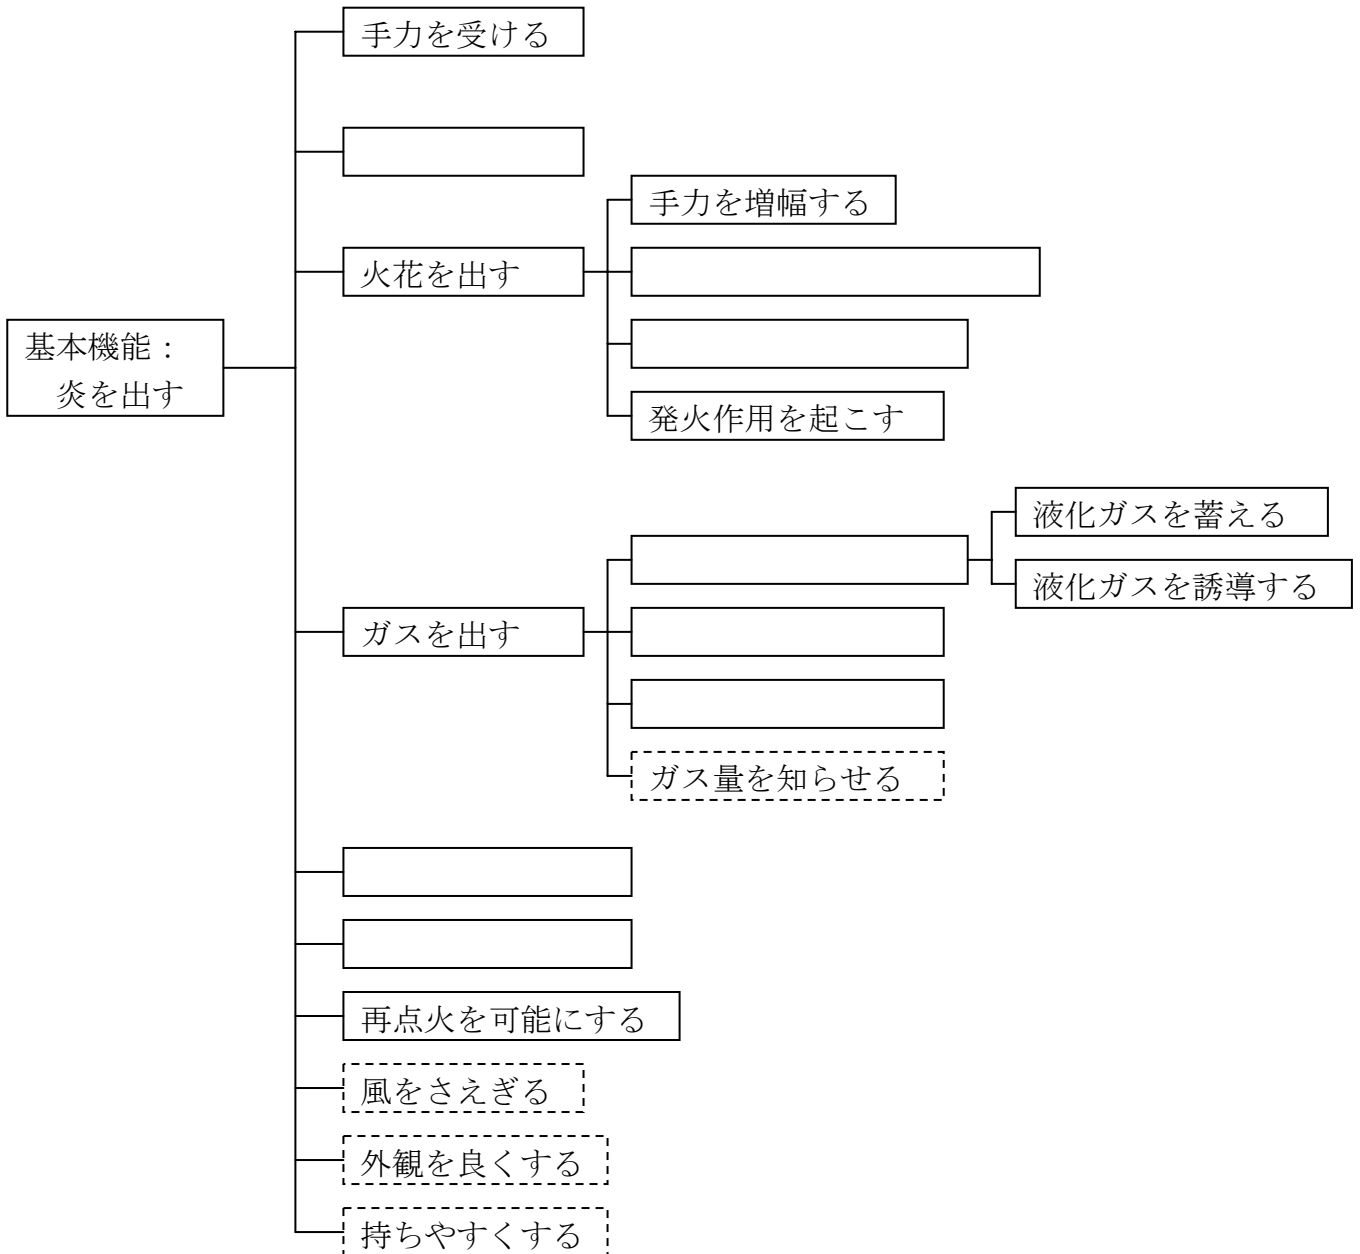 手力を受ける
手力を増幅する
火花を出す
基本機能：
炎を出す
発火作用を起こす
液化ガスを蓄える
液化ガスを誘導する
ガスを出す
ガス量を知らせる
再点火を可能にする
風をさえぎる
外観を良くする
持ちやすくする